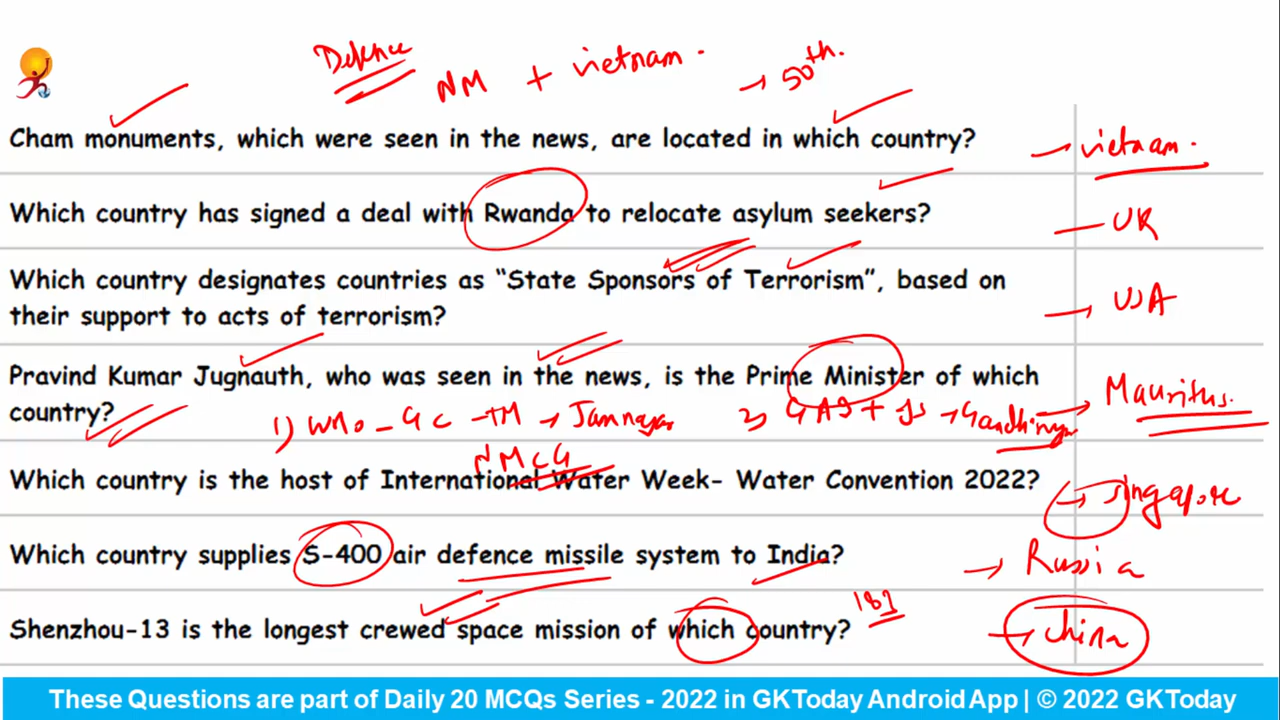 Defence
NM + vietnam. → 50th.
Cham monuments, which were seen in the news, are located in which country?
→ vietnam.
Which country has signed a deal with Rwanda to relocate asylum seekers?
— UK
Which country designates countries as “State Sponsors of Terrorism”, based on
their support to acts of terrorism?
→ USA
Pravind Kumar Jugnauth, who was seen in the news, is the Prime Minister of which
country?
→ Mauritus.
1) WHO - GC - TM → Jamnagar 2) GAIIS →
NMCG
Which country is the host of International Water Week- Water Convention 2022?
→ Singapore
Which country supplies S-400 air defence missile system to India?
→ Russia
Shenzhou-13 is the longest crewed space mission of which country?
183
→ China
These Questions are part of Daily 20 MCQs Series - 2022 in GKToday Android App | © 2022 GKToday